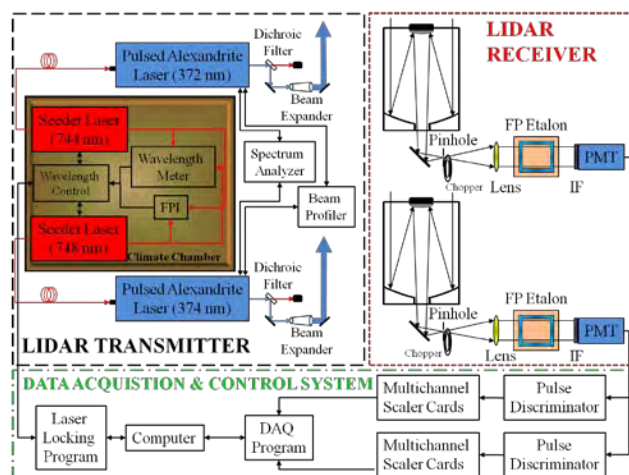 Pulsed Alexandrite
Laser (372 nm)
Dichroic
Filter
Beam
Expander
Seeder Laser
(744 nm)
Wavelength
Meter
Wavelength
Control
FPI
Seeder Laser
(748 nm)
Climate Chamber
Spectrum
Analyzer
Beam
Profiler
Pulsed Alexandrite
Laser (374 nm)
Dichroic
Filter
Beam
Expander
LIDAR TRANSMITTER
LIDAR
RECEIVER
Pinhole
Chopper
Lens
FP Etalon
IF
PMT
Pinhole
Chopper
Lens
FP Etalon
IF
PMT
DATA ACQUISTION & CONTROL SYSTEM
Laser
Locking
Program
Computer
DAQ
Program
Multichannel
Scaler Cards
Pulse
Discriminator
Multichannel
Scaler Cards
Pulse
Discriminator